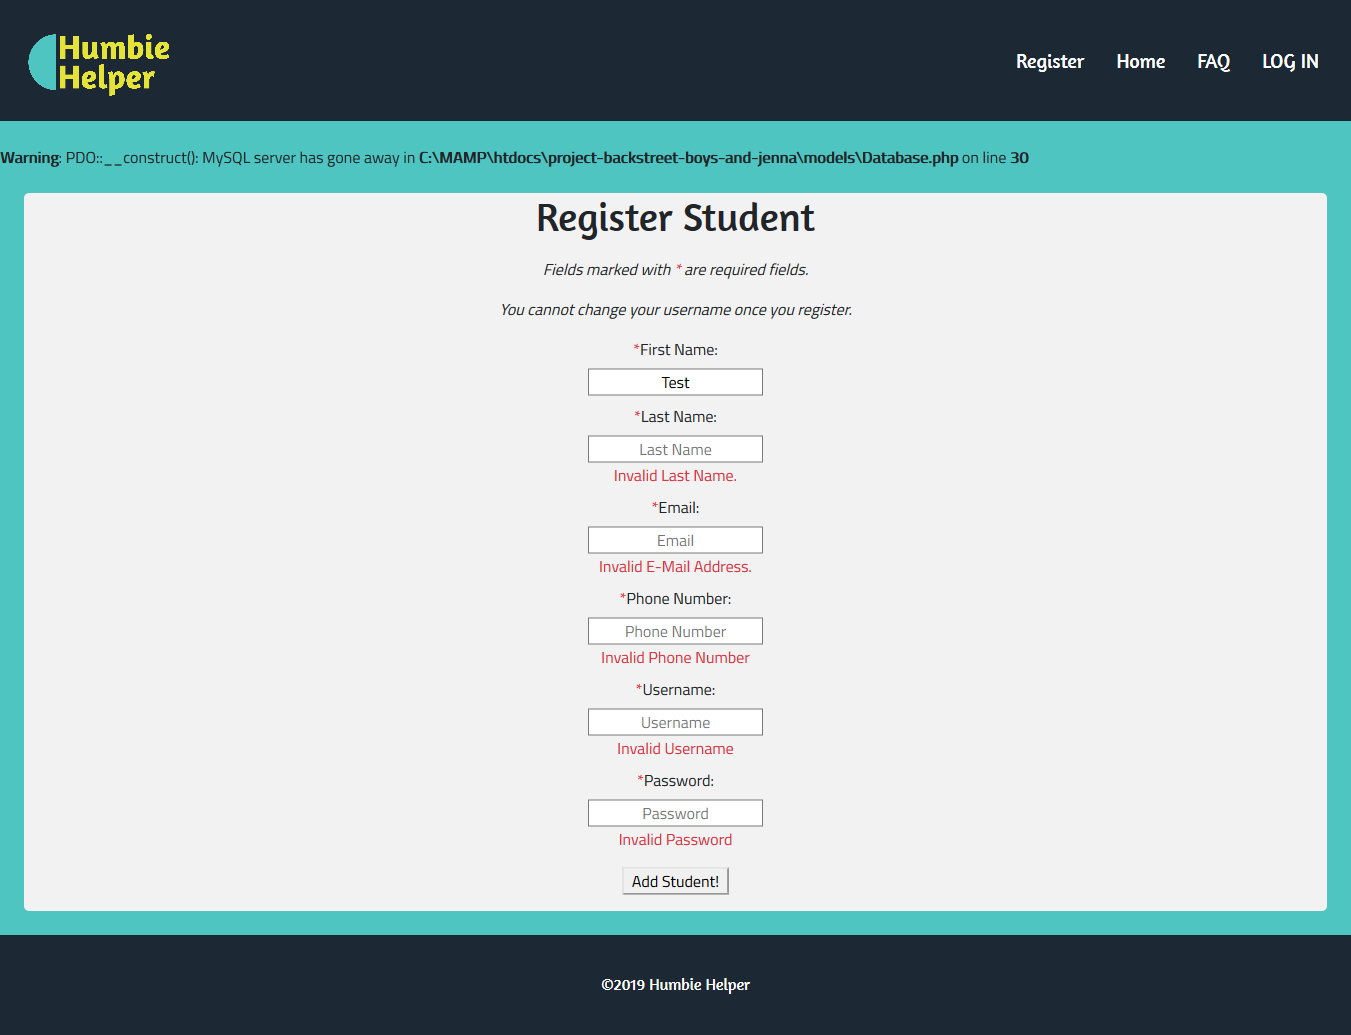 Humbie
Helper
Register Home FAQ LOG IN
Warning: PDO::__construct(): MySQL server has gone away in C:\MAMP\htdocs\project-backstreet-boys-and-jenna\models\Database.php on line 30
Register Student
Fields marked with * are required fields.
You cannot change your username once you register.
*First Name:
Test
*Last Name:
Last Name
Invalid Last Name.
*Email:
Email
Invalid E-Mail Address.
*Phone Number:
Phone Number
Invalid Phone Number
*Username:
Username
Invalid Username
*Password:
Password
Invalid Password
Add Student!
©2019 Humbie Helper